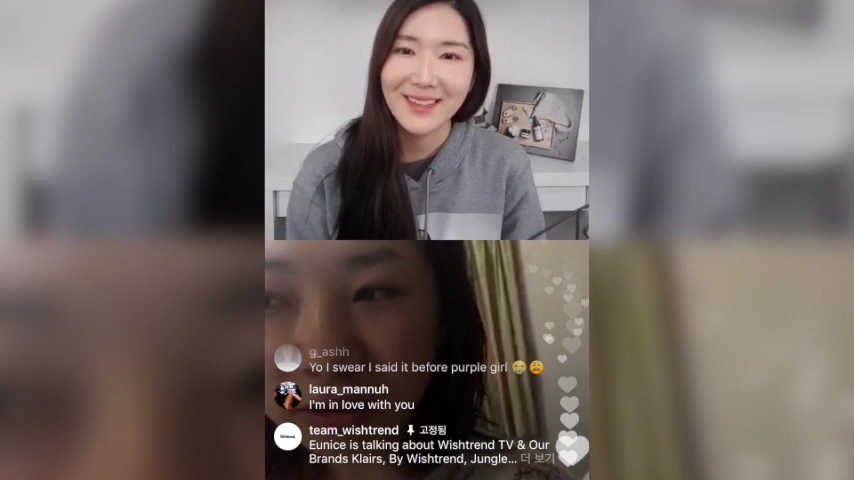 g_ashh
Yo I swear I said it before purple girl 😭😩
laura_mannuh
I'm in love with you
team_wishtrend 고정됨
Eunice is talking about Wishtrend TV & Our
Brands Klairs, By Wishtrend, Jungle... 더 보기
Wishtrend.